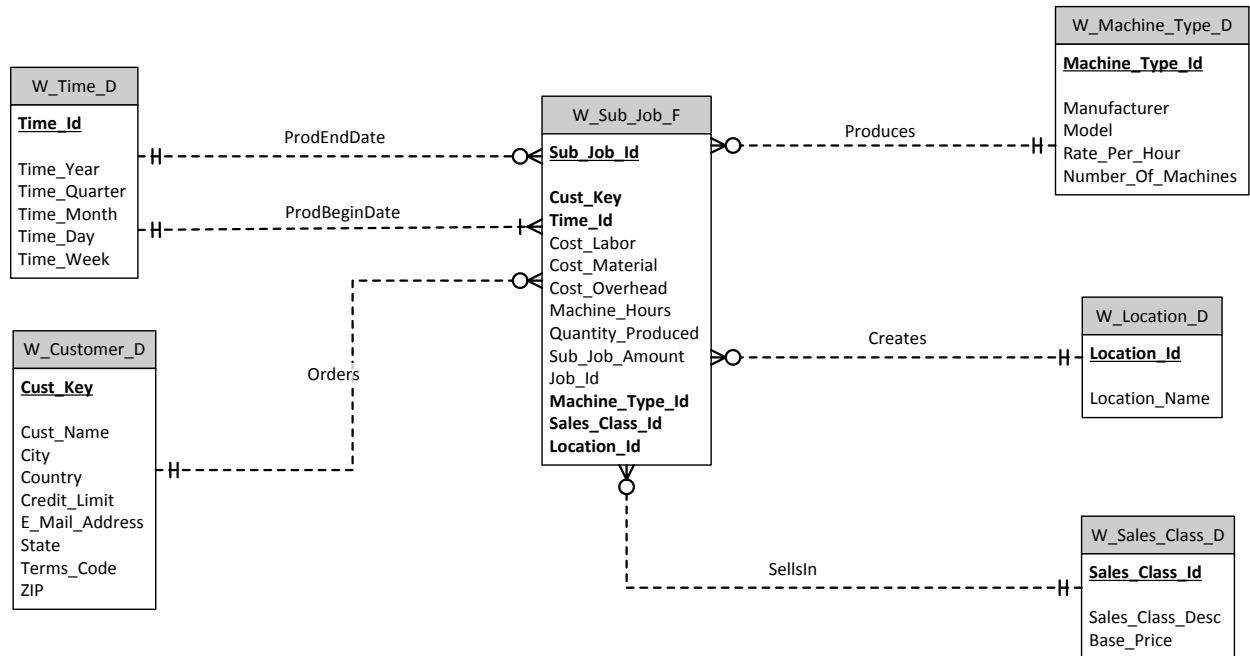 W_Machine_Type_D
Machine_Type_Id
Manufacturer
Model
Rate_Per_Hour
Number_Of_Machines
W_Time_D
Time_Id
Time_Year
Time_Quarter
Time_Month
Time_Day
Time_Week
ProdEndDate
ProdBeginDate
W_Sub_Job_F
Sub_Job_Id
Cust_Key
Time_Id
Cost_Labor
Cost_Material
Cost_Overhead
Machine_Hours
Quantity_Produced
Sub_Job_Amount
Job_Id
Machine_Type_Id
Sales_Class_Id
Location_Id
Produces
W_Location_D
Location_Id
Location_Name
Creates
W_Customer_D
Cust_Key
Cust_Name
City
Country
Credit_Limit
E_Mail_Address
State
Terms_Code
ZIP
Orders
SellsIn
W_Sales_Class_D
Sales_Class_Id
Sales_Class_Desc
Base_Price